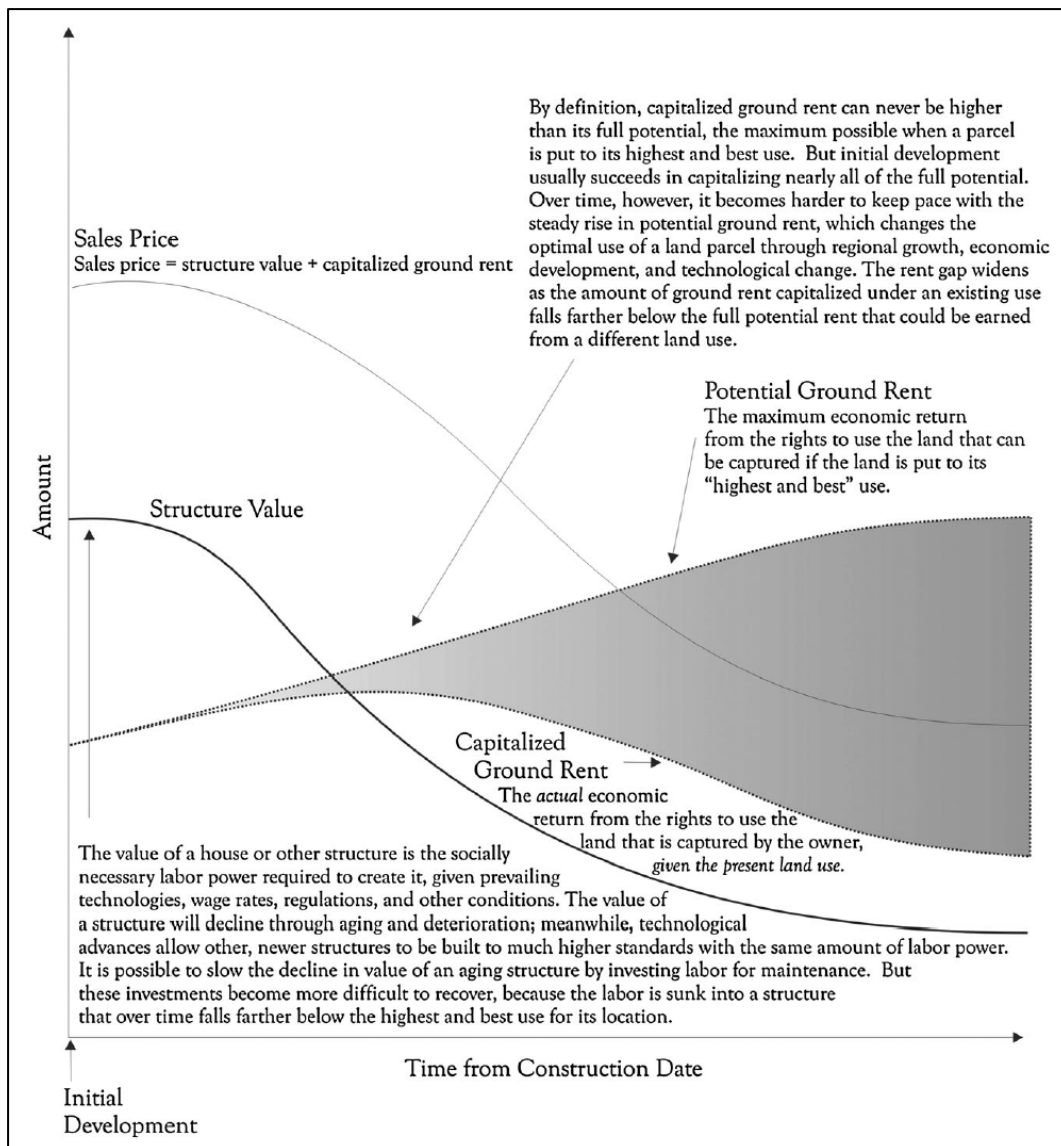 By definition, capitalized ground rent can never be higher
than its full potential, the maximum possible when a parcel
is put to its highest and best use.  But initial development
usually succeeds in capitalizing nearly all of the full potential.
Over time, however, it becomes harder to keep pace with the
steady rise in potential ground rent, which changes the
optimal use of a land parcel through regional growth, economic
development, and technological change. The rent gap widens
as the amount of ground rent capitalized under an existing use
falls farther below the full potential rent that could be earned
from a different land use.
Sales Price
Sales price = structure value + capitalized ground rent
Potential Ground Rent
The maximum economic return
from the rights to use the land that can
be captured if the land is put to its
“highest and best” use.
Amount
Structure Value
Capitalized
Ground Rent
The actual economic
return from the rights to use the
land that is captured by the owner,
given the present land use.
The value of a house or other structure is the socially
necessary labor power required to create it, given prevailing
technologies, wage rates, regulations, and other conditions. The value of
a structure will decline through aging and deterioration; meanwhile, technological
advances allow other, newer structures to be built to much higher standards with the same amount of labor power.
It is possible to slow the decline in value of an aging structure by investing labor for maintenance.  But
these investments become more difficult to recover, because the labor is sunk into a structure
that over time falls farther below the highest and best use for its location.
Time from Construction Date
Initial
Development